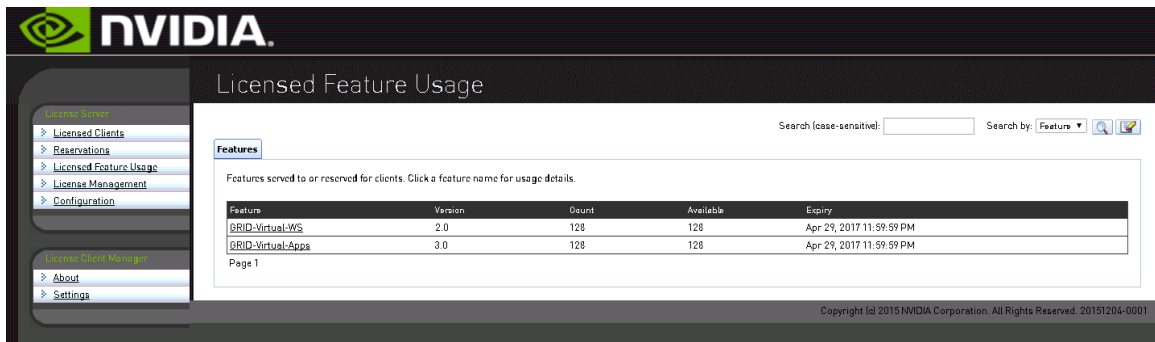 NVIDIA.
Licensed Feature Usage
License Server
Licensed Clients
Reservations
Licensed Feature Usage
License Management
Configuration
License Client Manager
About
Settings
Search (case-sensitive): Search by: Feature
Features
Features served to or reserved for clients. Click a feature name for usage details.
Feature Version Count Available Expiry
GRID-Virtual-WS 2.0 128 128 Apr 29, 2017 11:59:59 PM
GRID-Virtual-Apps 3.0 128 128 Apr 29, 2017 11:59:59 PM
Page 1
Copyright (c) 2015 NVIDIA Corporation. All Rights Reserved. 20151204-0001